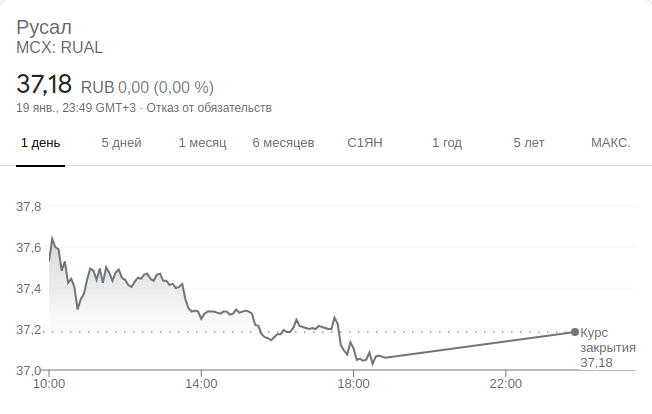 Русал
MCX: RUAL
37,18 RUB 0,00 (0,00 %)
19 янв., 23:49 GMT+3 · Отказ от обязательств
1 день 5 дней 1 месяц 6 месяцев С1ЯН 1 год 5 лет МАКС.
37,8
37,6
37,4
37,2
37,0
Курс
закрытия
37,18
10:00 14:00 18:00 22:00